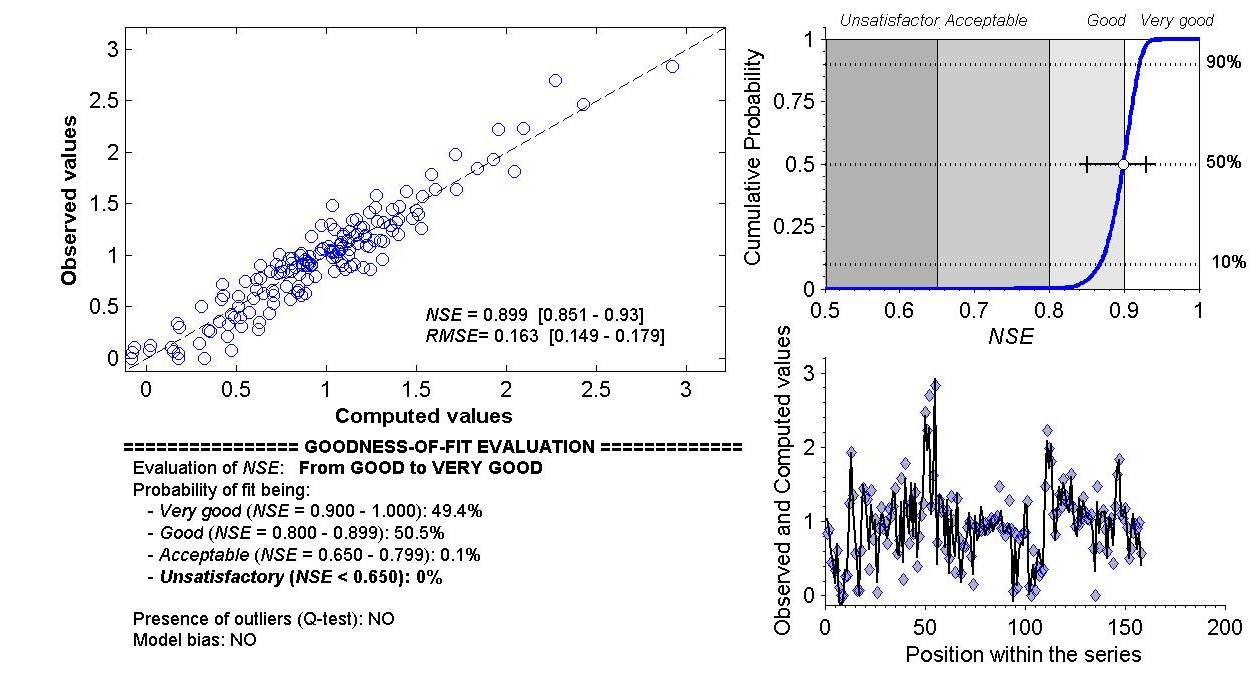 3
2.5
2
1.5
1
0.5
0
Observed values
NSE = 0.899 [0.851 - 0.93]
RMSE= 0.163 [0.149 - 0.179]
0 0.5 1 1.5 2 2.5 3
Computed values
================ GOODNESS-OF-FIT EVALUATION =============
Evaluation of NSE: From GOOD to VERY GOOD
Probability of fit being:
- Very good (NSE = 0.900 - 1.000): 49.4%
- Good (NSE = 0.800 - 0.899): 50.5%
- Acceptable (NSE = 0.650 - 0.799): 0.1%
- Unsatisfactory (NSE < 0.650): 0%
Presence of outliers (Q-test): NO
Model bias: NO
Unsatisfactor Acceptable Good Very good
1
0.75
0.5
0.25
0
Cumulative Probability
90%
50%
10%
0.5 0.6 0.7 0.8 0.9 1
NSE
3
2
1
0
Observed and Computed values
0 50 100 150 200
Position within the series